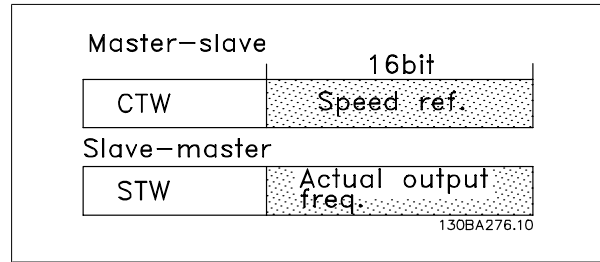 Master-slave
16bit
CTW
Speed ref.
Slave-master
STW
Actual output
freq.
130BA276.10